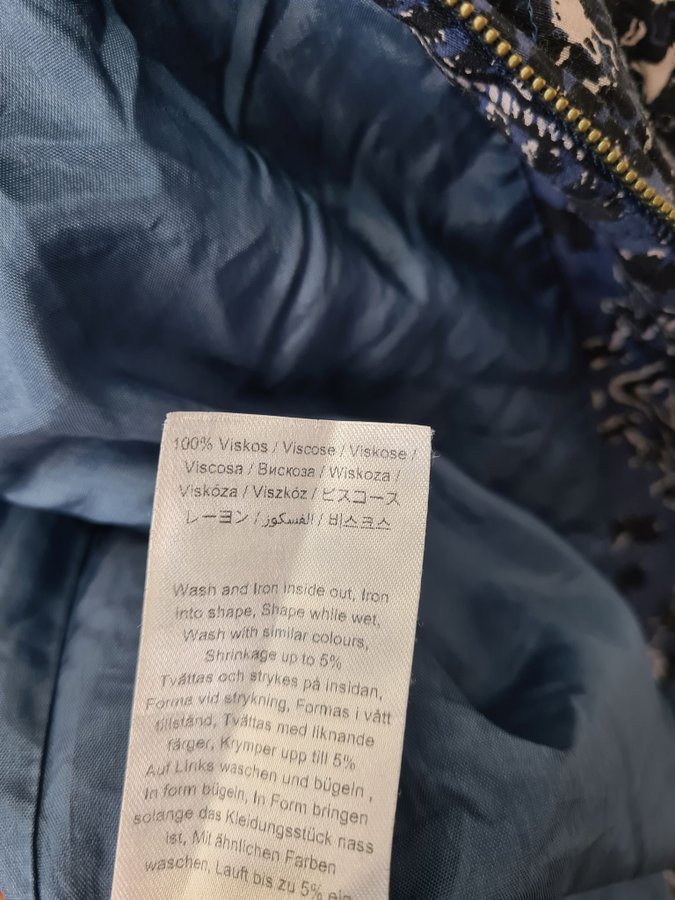 100% Viskos / Viscose / Viskose /
Viscosa / Вискоза / Wiskoza /
Viskóza / Viszkóz / ビスコース
レーヨン / الفسكوز / 비스코스
Wash and Iron inside out, Iron
into shape, Shape while wet,
Wash with similar colours,
Shrinkage up to 5%
Tvättas och strykes på insidan,
Forma vid strykning, Formas i vått
tillstånd, Tvättas med liknande
färger, Krymper upp till 5%
Auf Links waschen und bügeln ,
In form bügeln, In Form bringen
solange das Kleidungsstück nass
ist, Mit ähnlichen Farben
waschen, Lauft bis zu 5% ein